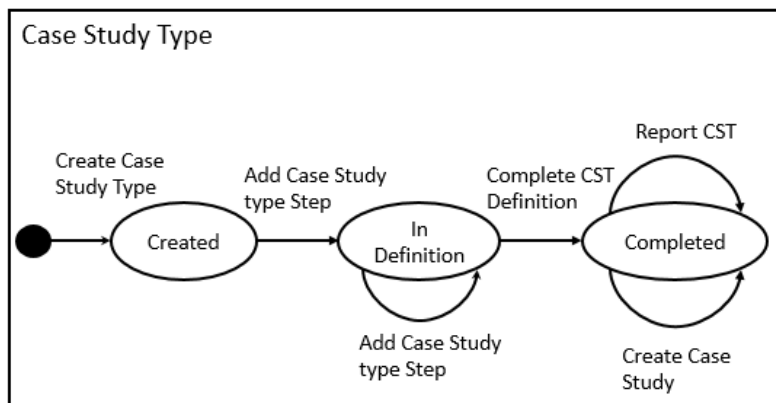 Case Study Type
Create Case
Study Type
Created
Add Case Study
type Step
In
Definition
Add Case Study
type Step
Complete CST
Definition
Report CST
Completed
Create Case
Study